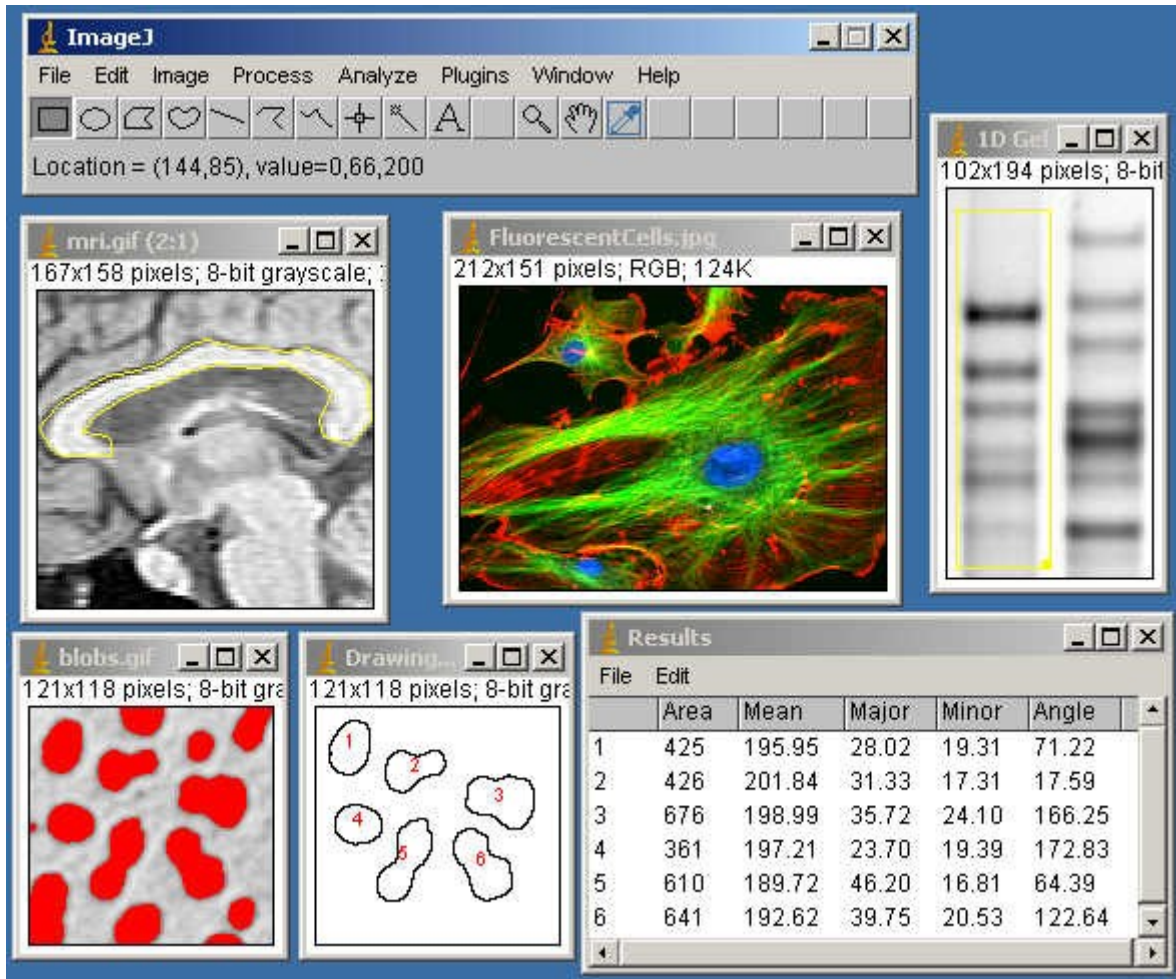 ImageJ
File Edit Image Process Analyze Plugins Window Help
A
Location = (144,85), value=0,66,200
1D Gel
102x194 pixels; 8-bit
mri.gif (2:1)
167x158 pixels; 8-bit grayscale;
FluorescentCells.jpg
212x151 pixels; RGB; 124K
blobs.gif
121x118 pixels; 8-bit gra
Drawing...
121x118 pixels; 8-bit gra
1
2
3
4
5
6
Results
File Edit
Area Mean Major Minor Angle
1 425 195.95 28.02 19.31 71.22
2 426 201.84 31.33 17.31 17.59
3 676 198.99 35.72 24.10 166.25
4 361 197.21 23.70 19.39 172.83
5 610 189.72 46.20 16.81 64.39
6 641 192.62 39.75 20.53 122.64